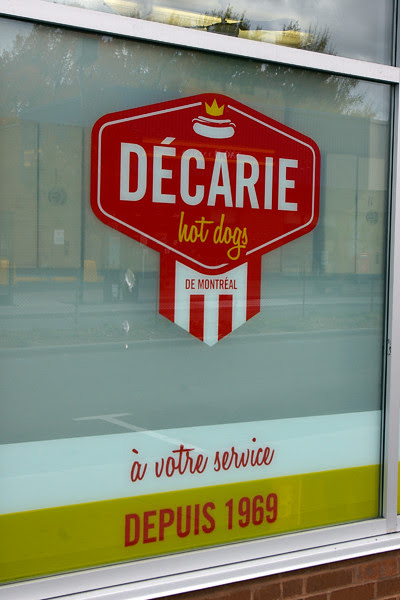 DÉCARIE
hot dogs
DE MONTRÉAL
à votre service
DEPUIS 1969